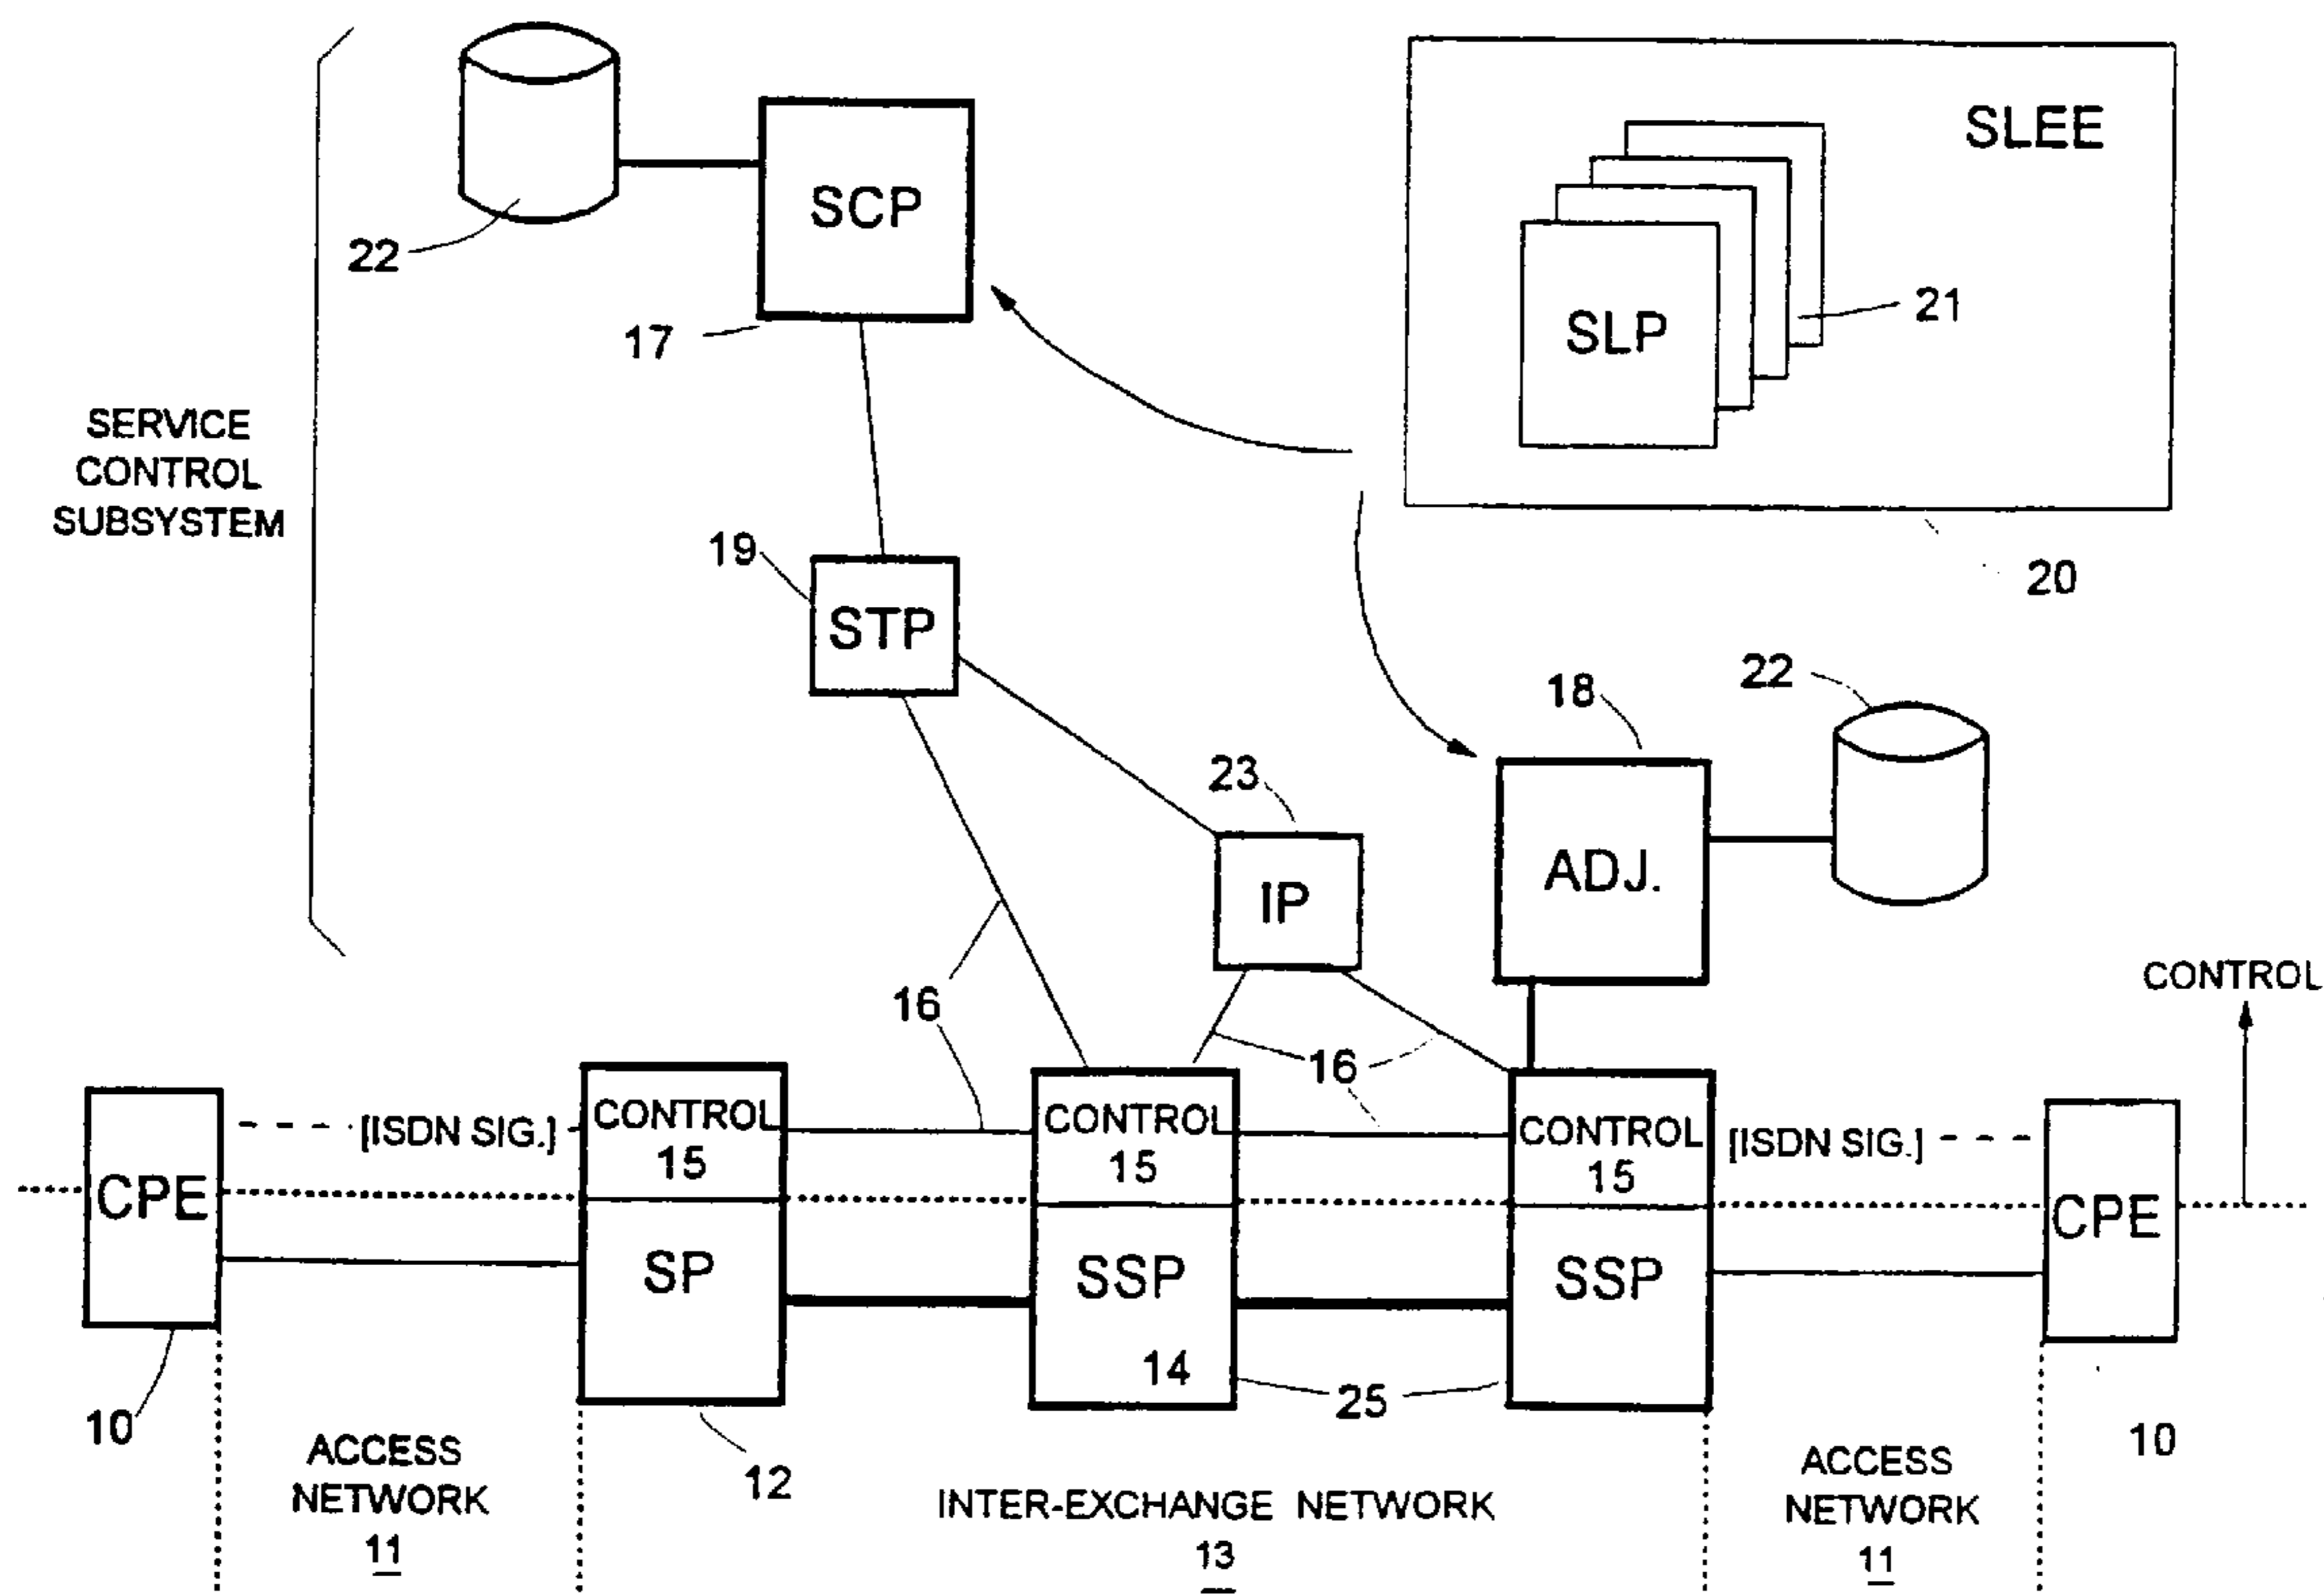 SLEE
SCP
22
21
SLP
17
SERVICE
CONTROL
SUBSYSTEM
19
STP
20
18
22
23
ADJ.
IP
CONTROL
16
16
[ISDN SIG.]
CONTROL
15
CONTROL
15
CONTROL
15
[ISDN SIG.]
CPE
CPE
SP
SSP
SSP
14
25
10
10
12
ACCESS
NETWORK
11
INTER-EXCHANGE NETWORK
13
ACCESS
NETWORK
11